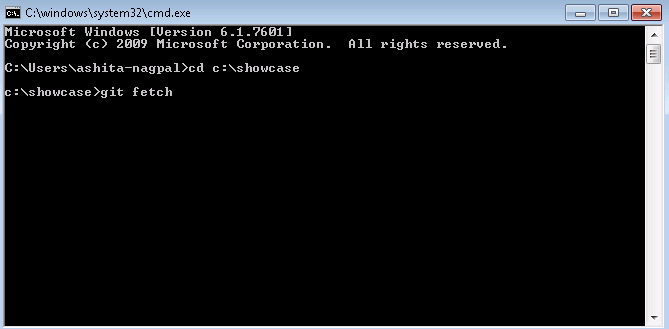 C:\windows\system32\cmd.exe
Microsoft Windows [Version 6.1.7601]
Copyright (c) 2009 Microsoft Corporation.  All rights reserved.
C:\Users\ashita-nagpal>cd c:\showcase
c:\showcase>git fetch